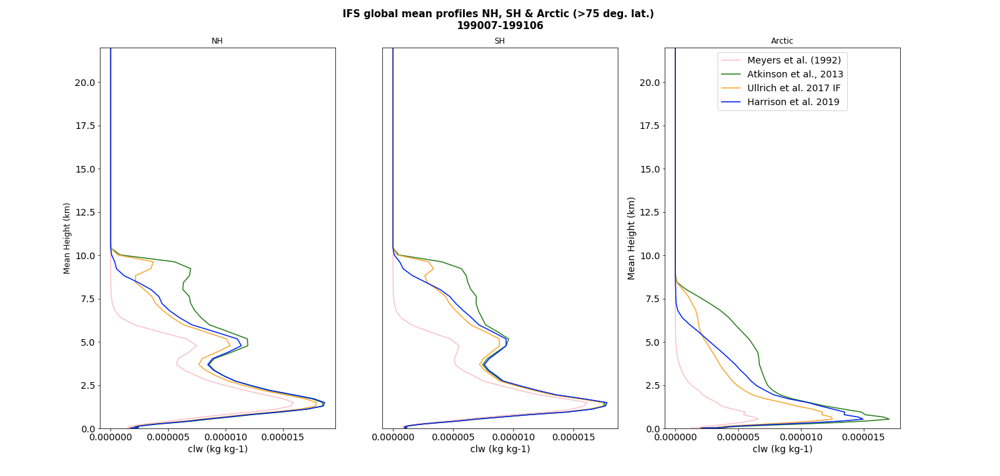 IFS global mean profiles NH, SH & Arctic (>75 deg. lat.)
199007-199106
NH
20.0
17.5
15.0
12.5
10.0
7.5
5.0
2.5
0.0
Mean Height (km)
0.000000 0.000005 0.000010 0.000015
clw (kg kg-1)
SH
0.000000 0.000005 0.000010 0.000015
clw (kg kg-1)
Arctic
Meyers et al. (1992)
Atkinson et al., 2013
Ullrich et al. 2017 IF
Harrison et al. 2019
20.0
17.5
15.0
12.5
10.0
7.5
5.0
2.5
0.0
Mean Height (km)
0.000000 0.000005 0.000010 0.000015
clw (kg kg-1)